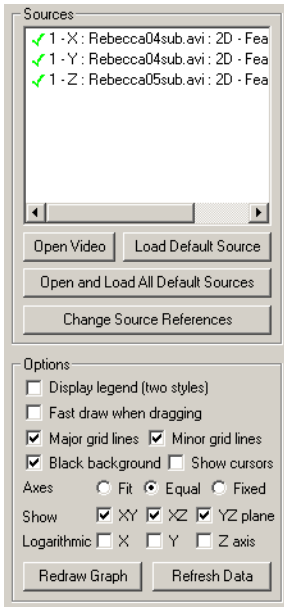 Sources
1 - X : Rebecca04sub.avi : 2D - Fea
1 - Y : Rebecca04sub.avi : 2D - Fea
1 - Z : Rebecca05sub.avi : 2D - Fea
Open Video Load Default Source
Open and Load All Default Sources
Change Source References
Options
Display legend (two styles)
Fast draw when dragging
Major grid lines Minor grid lines
Black background Show cursors
Axes Fit Equal Fixed
Show XY XZ YZ plane
Logarithmic X Y Z axis
Redraw Graph Refresh Data